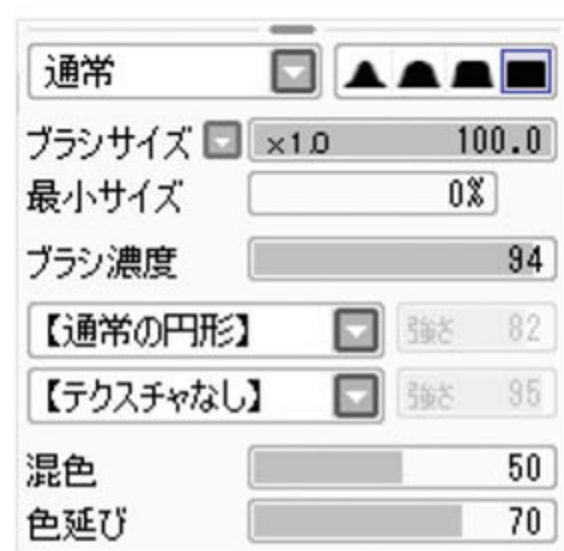 通常
ブラシサイズ ×1.0 100.0
最小サイズ 0%
ブラシ濃度 94
【通常の円形】 強さ 82
【テクスチャなし】 強さ 95
混色 50
色延び 70